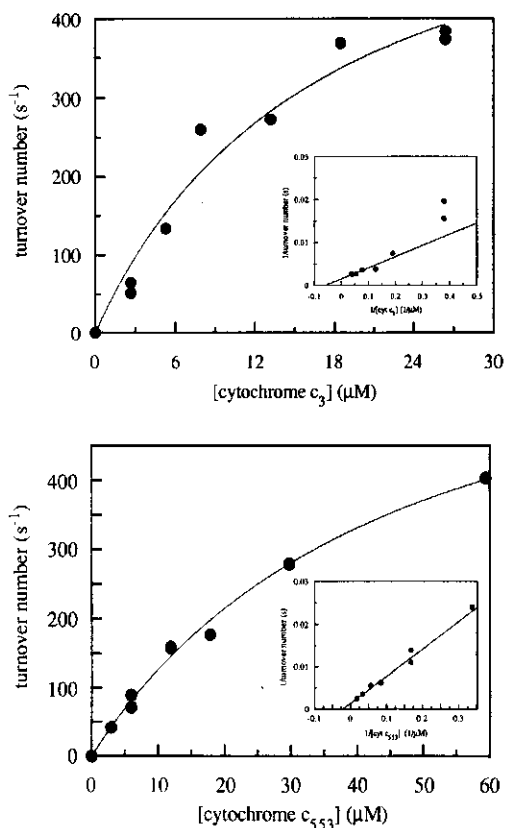 400
300
200
100
0
turnover number (s⁻¹)
0 6 12 18 24 30
[cytochrome c₃] (µM)
0.03
0.02
0.01
0
1/turnover number (s)
-0.1 0 0.1 0.2 0.3 0.4 0.5
1/[cyt c₃] (1/µM)
400
300
200
100
0
turnover number (s⁻¹)
0 10 20 30 40 50 60
[cytochrome c₅₅₃] (µM)
0.03
0.02
0.01
0
1/turnover number (s)
-0.1 0 0.1 0.2 0.3
1/[cyt c₅₅₃] (1/µM)